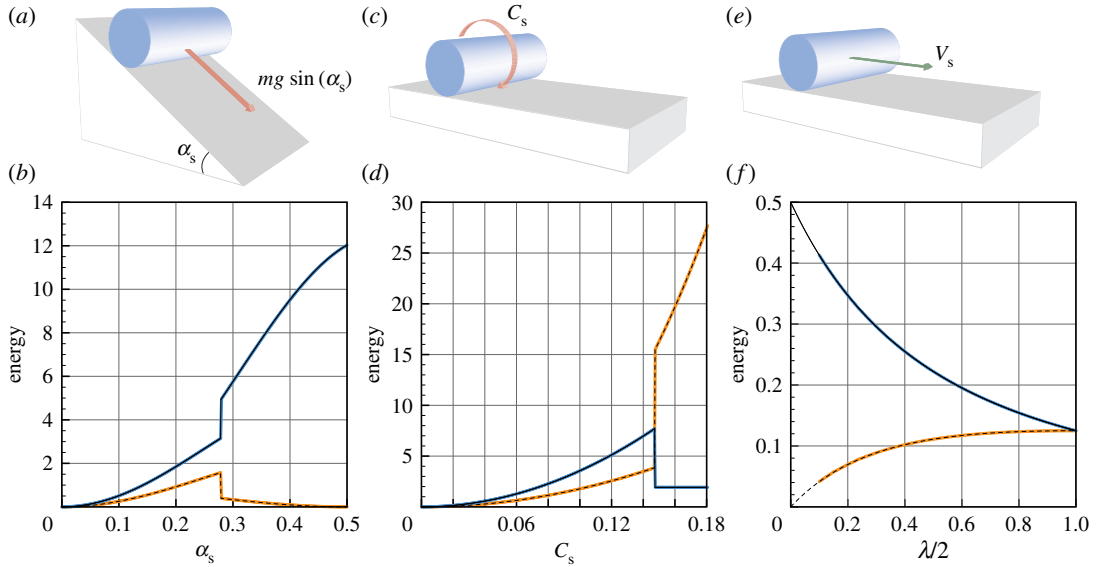 (a)
mg sin (αs)
αs
(b)
14
12
10
8
6
4
2
0
0.1
0.2
0.3
0.4
0.5
energy
αs
(c)
Cs
(d)
30
25
20
15
10
5
0
0.06
0.12
0.18
energy
Cs
(e)
Vs
(f)
0.5
0.4
0.3
0.2
0.1
0
0.2
0.4
0.6
0.8
1.0
energy
λ/2